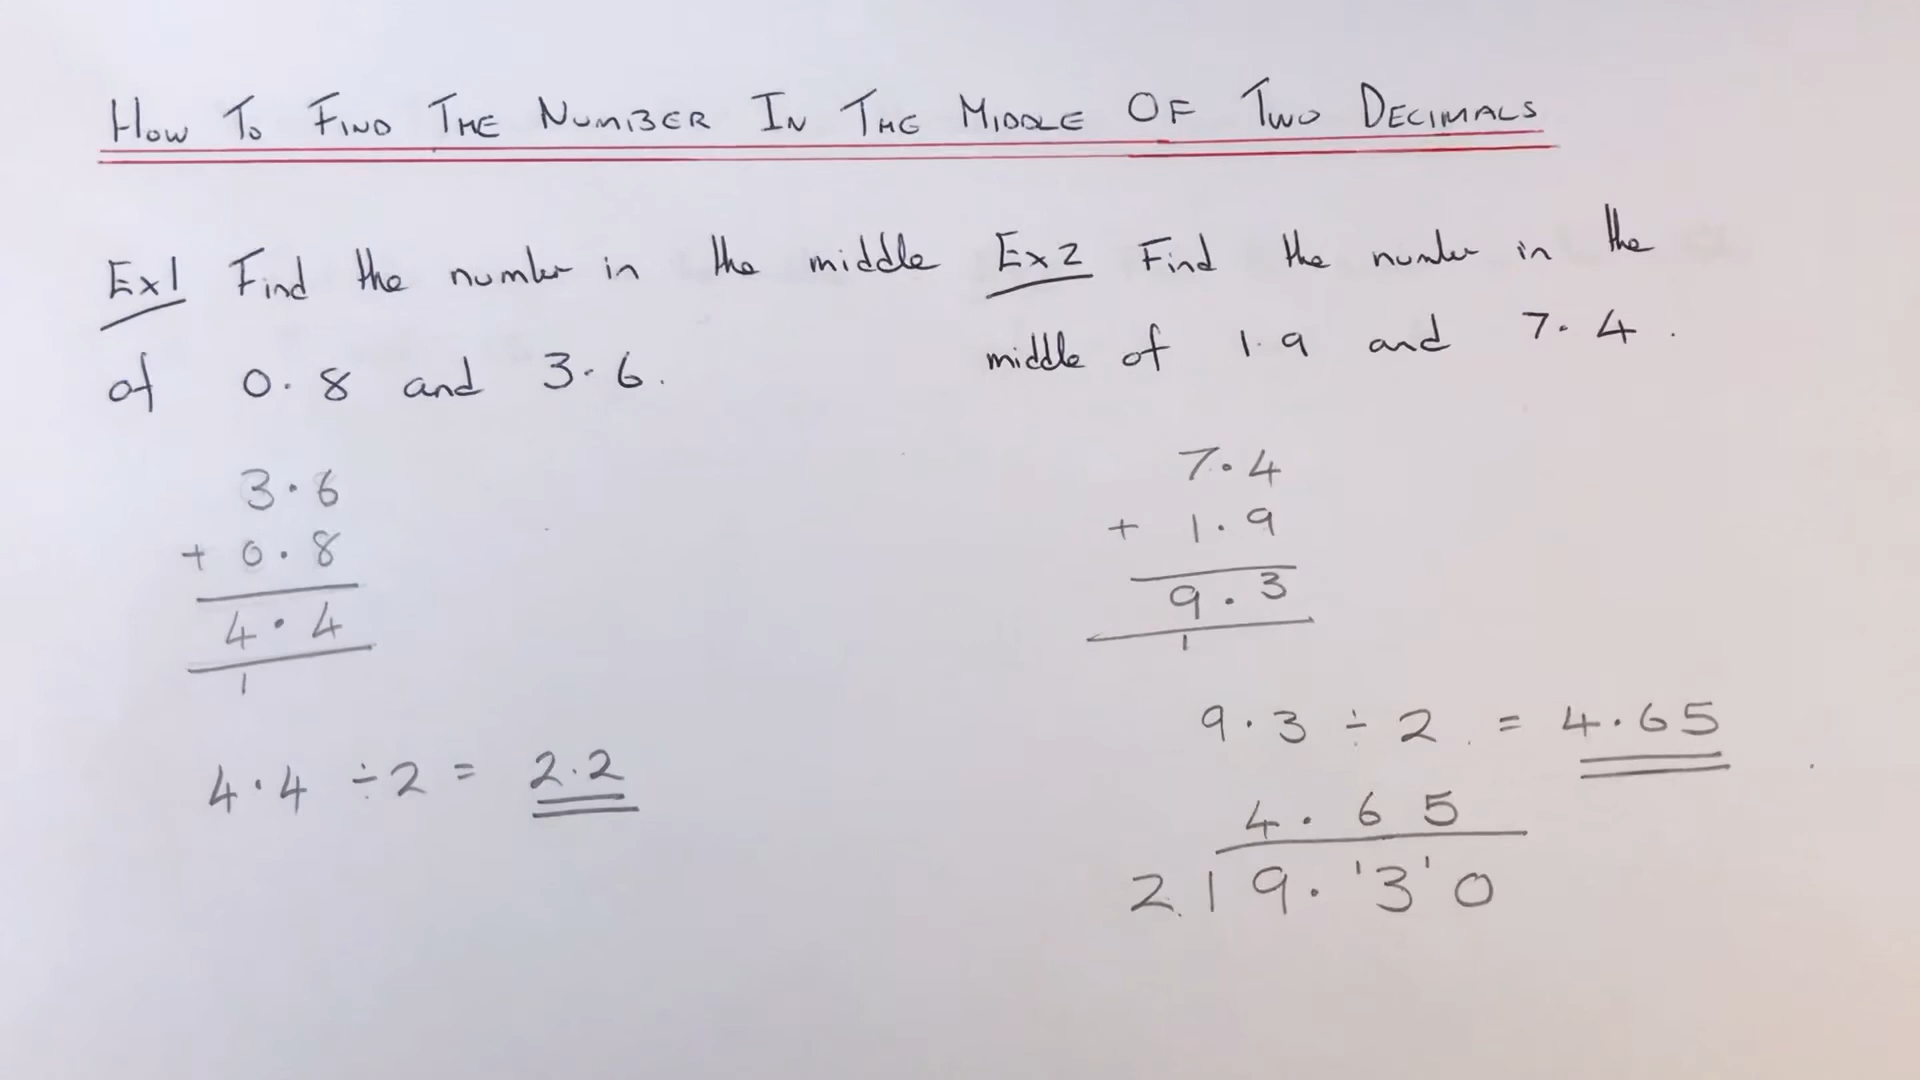 HOW TO FIND THE NUMBER IN THE MIDDLE OF TWO DECIMALS
Ex1 Find the number in the middle
of 0.8 and 3.6.
3.6
+ 0.8
4.4
1
4.4 ÷ 2 = 2.2
Ex2 Find the number in the
middle of 1.9 and 7.4.
7.4
+ 1.9
9.3
1
9.3 ÷ 2 = 4.65
4.65
2 | 9.¹3¹0